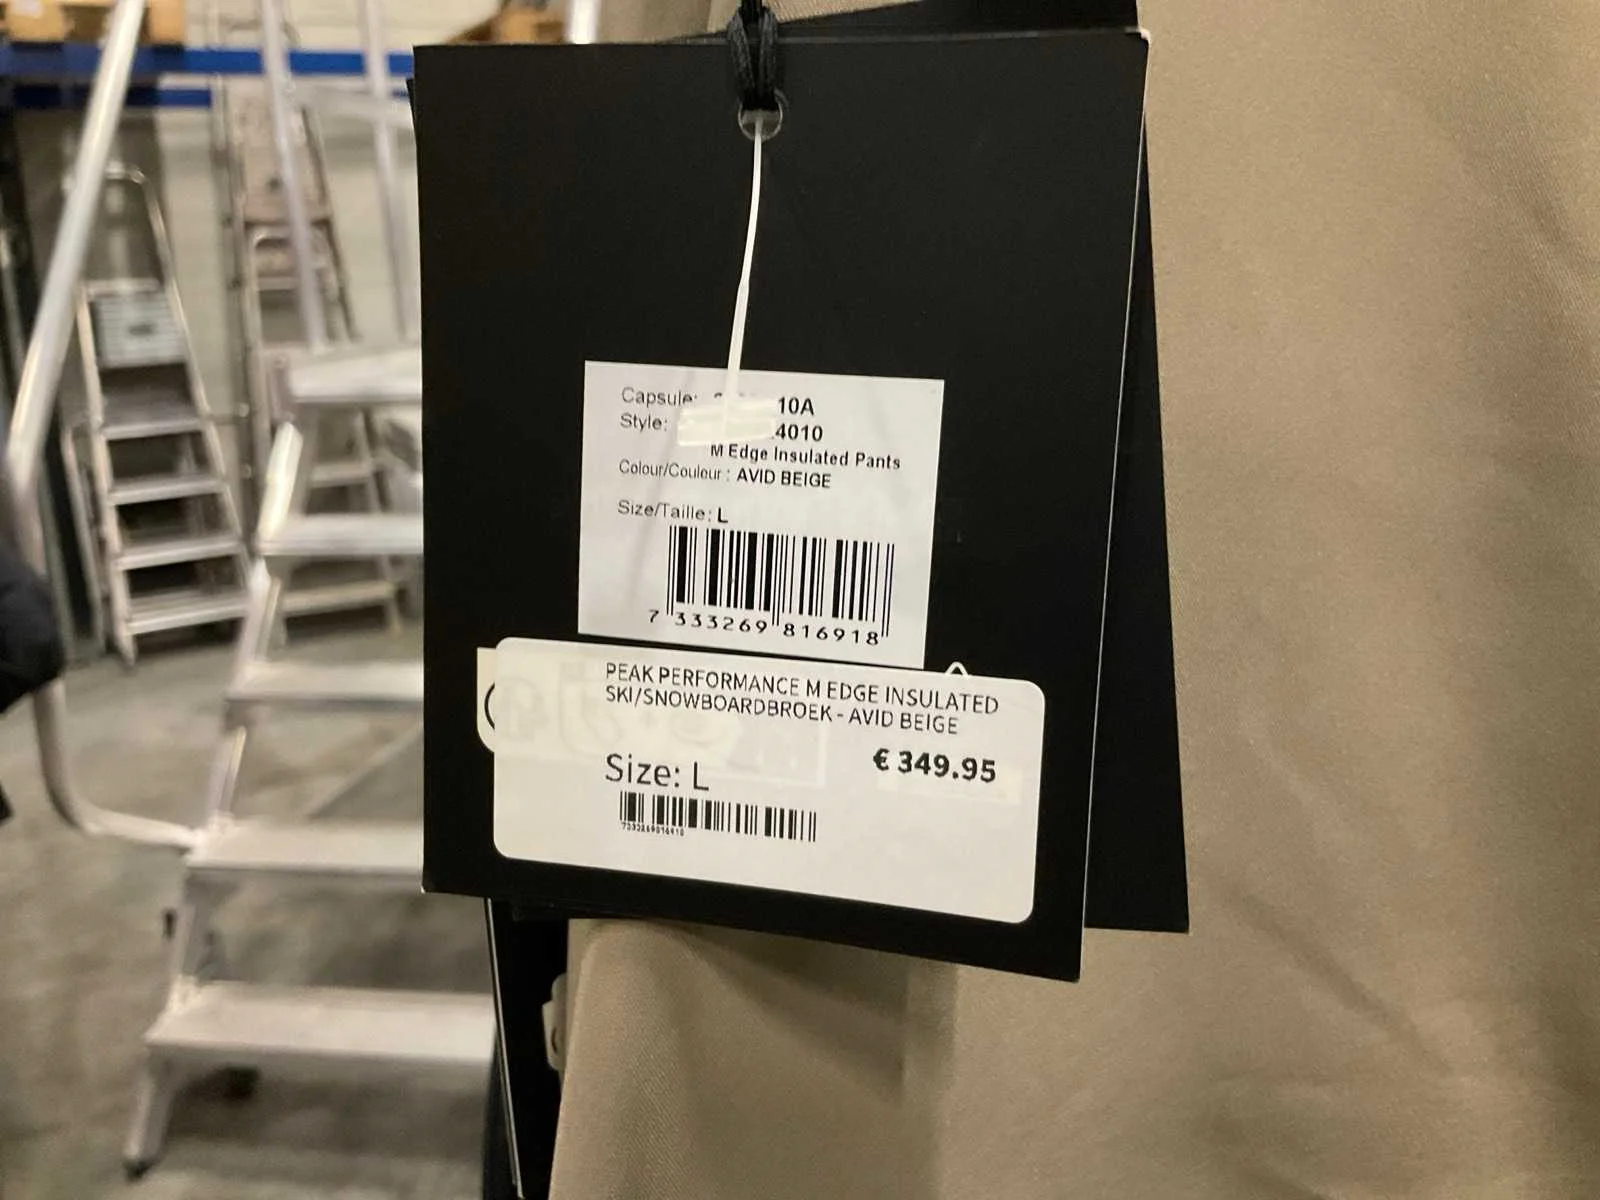 Capsule: 10A
Style: 4010
M Edge Insulated Pants
Colour/Couleur : AVID BEIGE
Size/Taille: L
7 333269 816918
PEAK PERFORMANCE M EDGE INSULATED
SKI/SNOWBOARDBROEK - AVID BEIGE
€ 349.95
Size: L